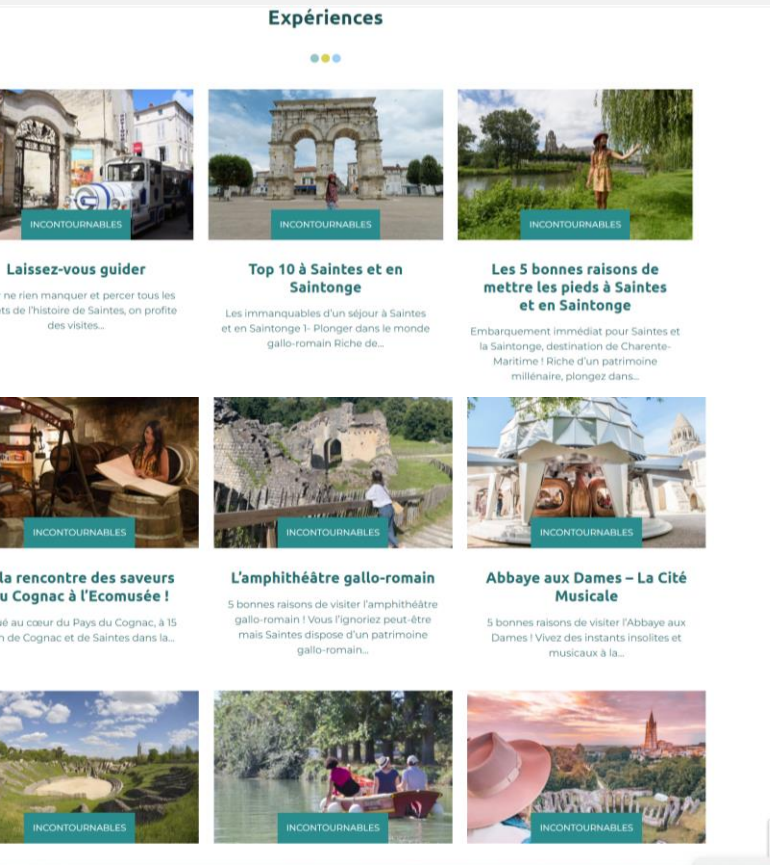 Expériences
INCONTOURNABLES
INCONTOURNABLES
INCONTOURNABLES
Laissez-vous guider
ne rien manquer et percer tous les
ts de l'histoire de Saintes, on profite
des visites...
Top 10 à Saintes et en
Saintonge
Les immanquables d'un séjour à Saintes
et en Saintonge 1- Plonger dans le monde
gallo-romain Riche de...
Les 5 bonnes raisons de
mettre les pieds à Saintes
et en Saintonge
Embarquement immédiat pour Saintes et
la Saintonge, destination de Charente-
Maritime ! Riche d'un patrimoine
millénaire, plongez dans...
INCONTOURNABLES
INCONTOURNABLES
INCONTOURNABLES
la rencontre des saveurs
u Cognac à l'Ecomusée !
ué au cœur du Pays du Cognac, à 15
n de Cognac et de Saintes dans la...
L'amphithéâtre gallo-romain
5 bonnes raisons de visiter l'amphithéâtre
gallo-romain ! Vous l'ignoriez peut-être
mais Saintes dispose d'un patrimoine
gallo-romain...
Abbaye aux Dames – La Cité
Musicale
5 bonnes raisons de visiter l'Abbaye aux
Dames ! Vivez des instants insolites et
musicaux à la...
INCONTOURNABLES
INCONTOURNABLES
INCONTOURNABLES